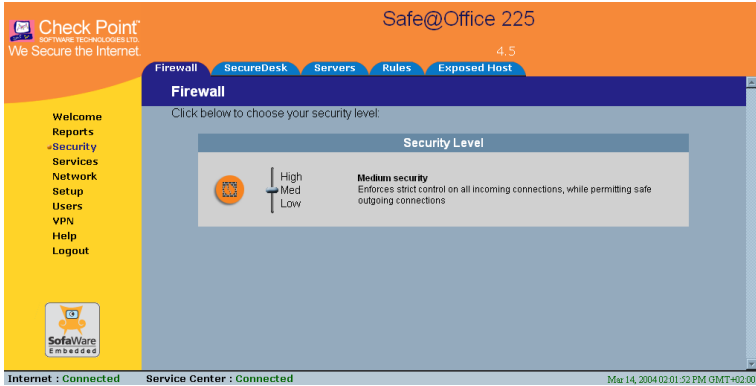 Check Point™
SOFTWARE TECHNOLOGIES LTD.
We Secure the Internet.
Safe@Office 225
4.5
Firewall SecureDesk Servers Rules Exposed Host
Firewall
Click below to choose your security level:
Security Level
High
Med
Low
Medium security
Enforces strict control on all incoming connections, while permitting safe
outgoing connections
Welcome
Reports
Security
Services
Network
Setup
Users
VPN
Help
Logout
SofaWare
Embedded
Internet : Connected Service Center : Connected Mar 14, 2004 02:01:52 PM GMT+02:00